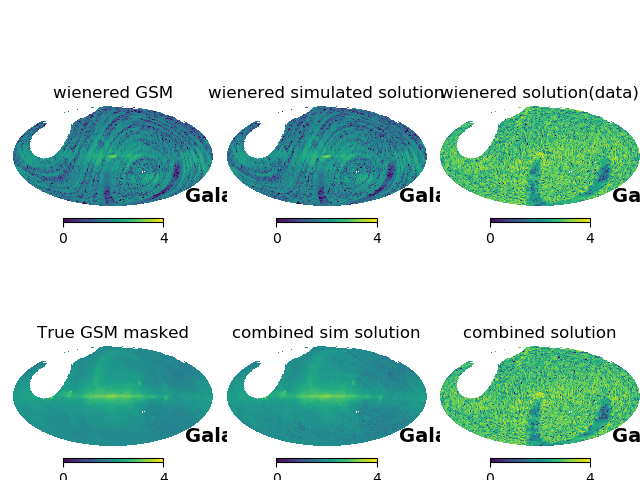 wienered GSM
wienered simulated solution
wienered solution(data)
Gala
Gala
Ga
0 4
0 4
0 4
True GSM masked
combined sim solution
combined solution
Gala
Gala
Ga
0 4
0 4
0 4